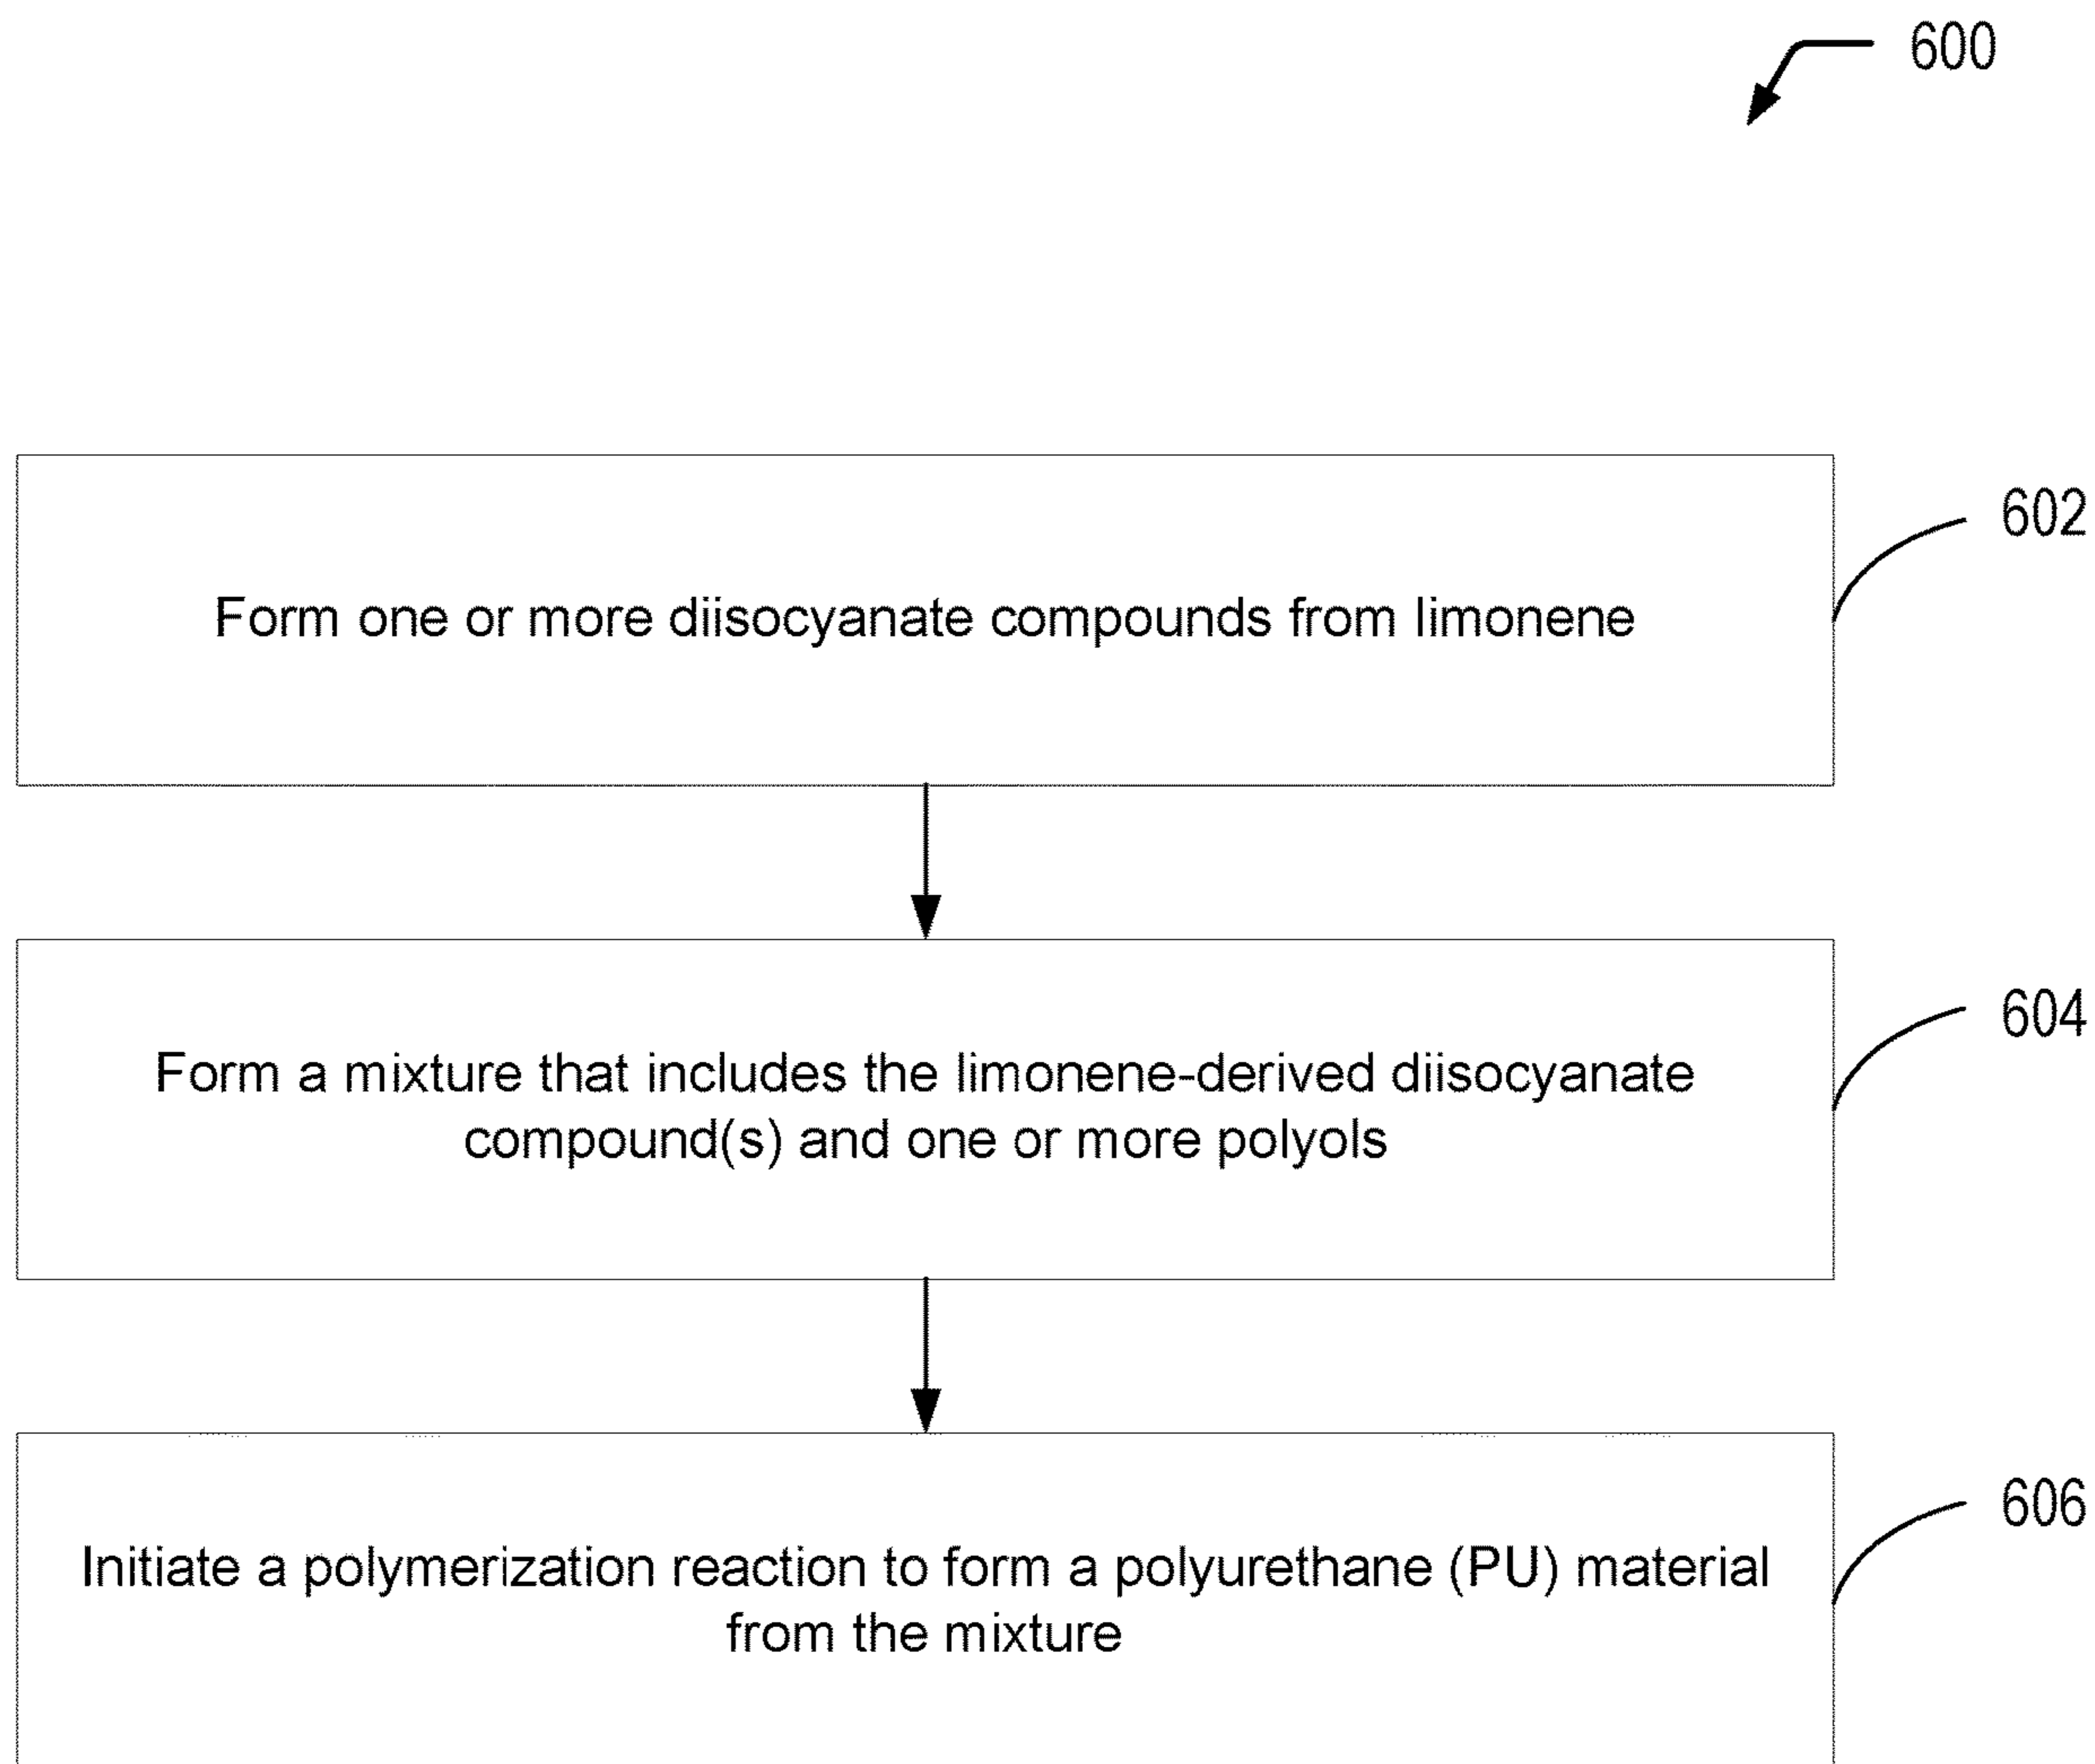 600
602
Form one or more diisocyanate compounds from limonene
604
Form a mixture that includes the limonene-derived diisocyanate
compound(s) and one or more polyols
606
Initiate a polymerization reaction to form a polyurethane (PU) material
from the mixture